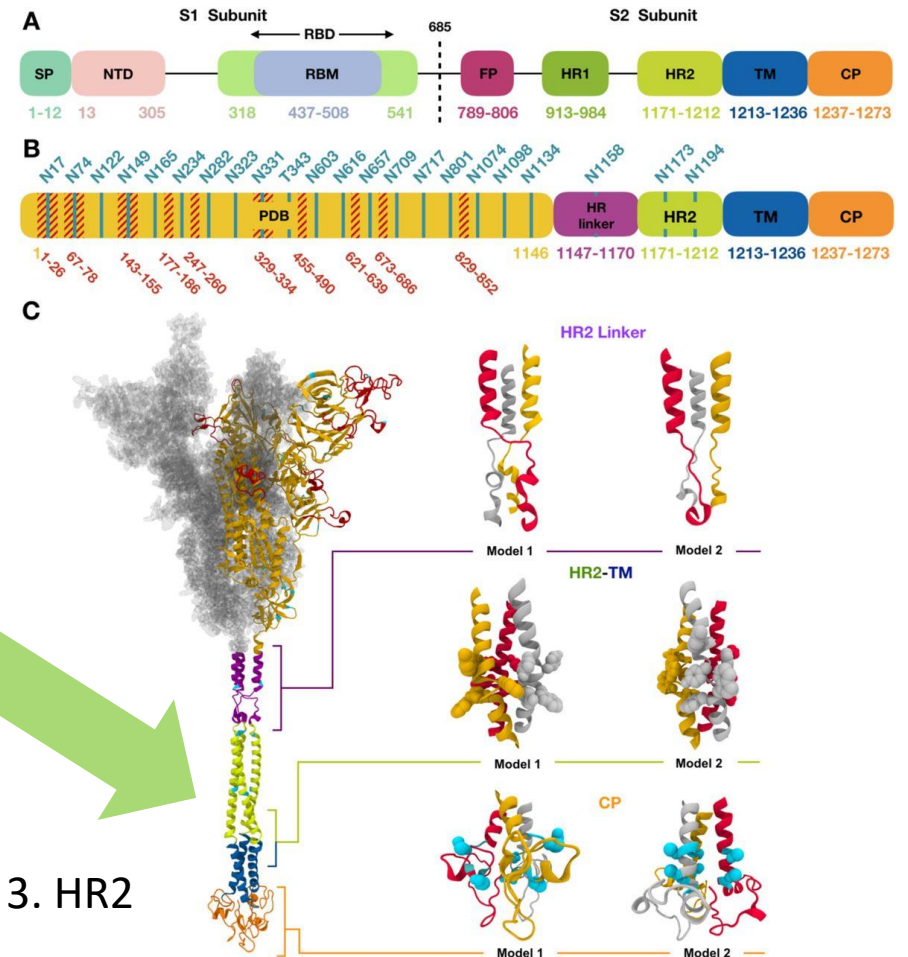 S1 Subunit S2 Subunit
A
RBD
685
SP NTD RBM FP HR1 HR2 TM CP
1-12 13 305 318 437-508 541 789-806 913-984 1171-1212 1213-1236 1237-1273
B
N17 N74 N122 N149 N165 N234 N282 N323 N331 T343 N603 N616 N657 N709 N717 N801 N1074 N1098 N1134 N1158 N1173 N1194
PDB HR linker HR2 TM CP
1 1146 1147-1170 1171-1212 1213-1236 1237-1273
1-26 67-78 143-155 177-186 247-260 329-334 455-490 621-639 673-686 829-852
C
HR2 Linker
Model 1 Model 2
HR2-TM
Model 1 Model 2
CP
3. HR2
Model 1 Model 2